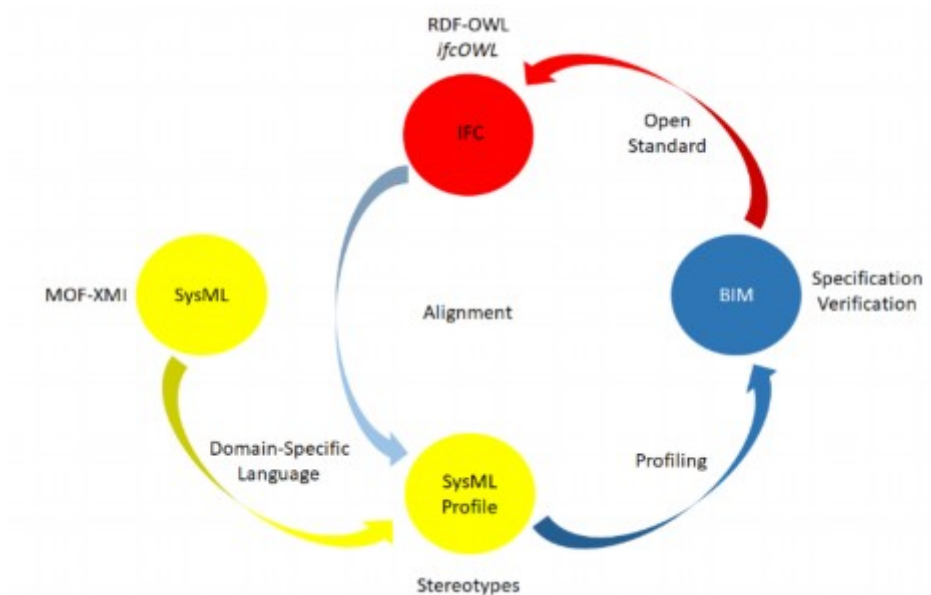 RDF-OWL
ifcOWL
IFC
Open
Standard
MOF-XMI
SysML
Alignment
BIM
Specification
Verification
Domain-Specific
Language
SysML
Profile
Profiling
Stereotypes